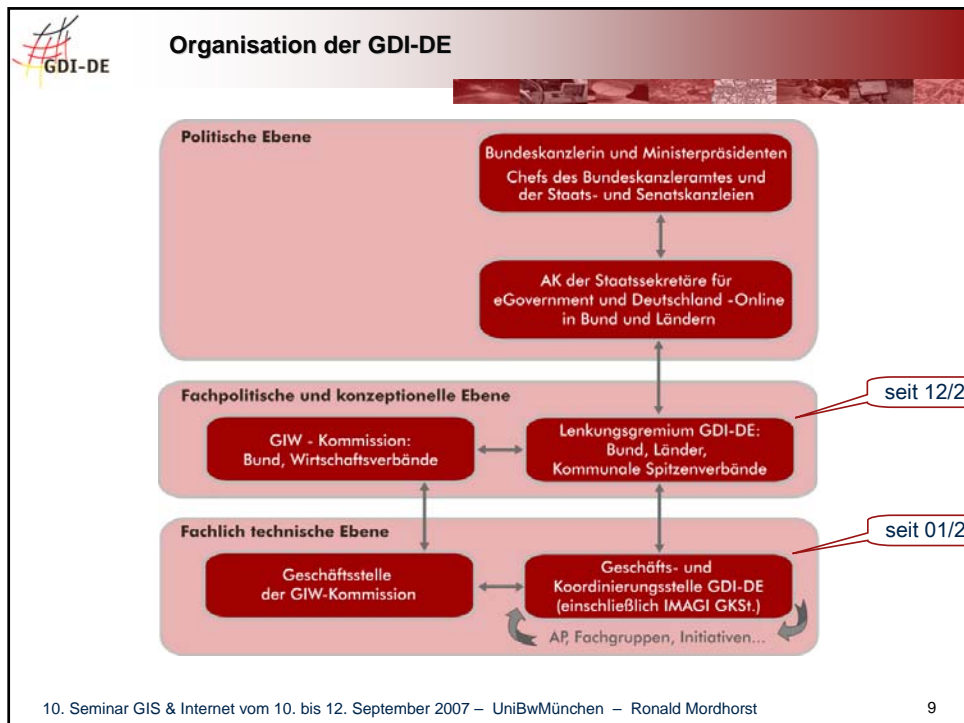 GDI-DE
Organisation der GDI-DE
Politische Ebene
Bundeskanzlerin und Ministerpräsidenten
Chefs des Bundeskanzleramtes und
der Staats- und Senatskanzleien
AK der Staatssekretäre für
eGovernment und Deutschland -Online
in Bund und Ländern
Fachpolitische und konzeptionelle Ebene
seit 12/2
GIW - Kommission:
Bund, Wirtschaftsverbände
Lenkungsgremium GDI-DE:
Bund, Länder,
Kommunale Spitzenverbände
Fachlich technische Ebene
seit 01/2
Geschäftsstelle
der GIW-Kommission
Geschäfts- und
Koordinierungsstelle GDI-DE
(einschließlich IMAGI GKSt.)
AP, Fachgruppen, Initiativen...
10. Seminar GIS & Internet vom 10. bis 12. September 2007 – UniBwMünchen – Ronald Mordhorst 9